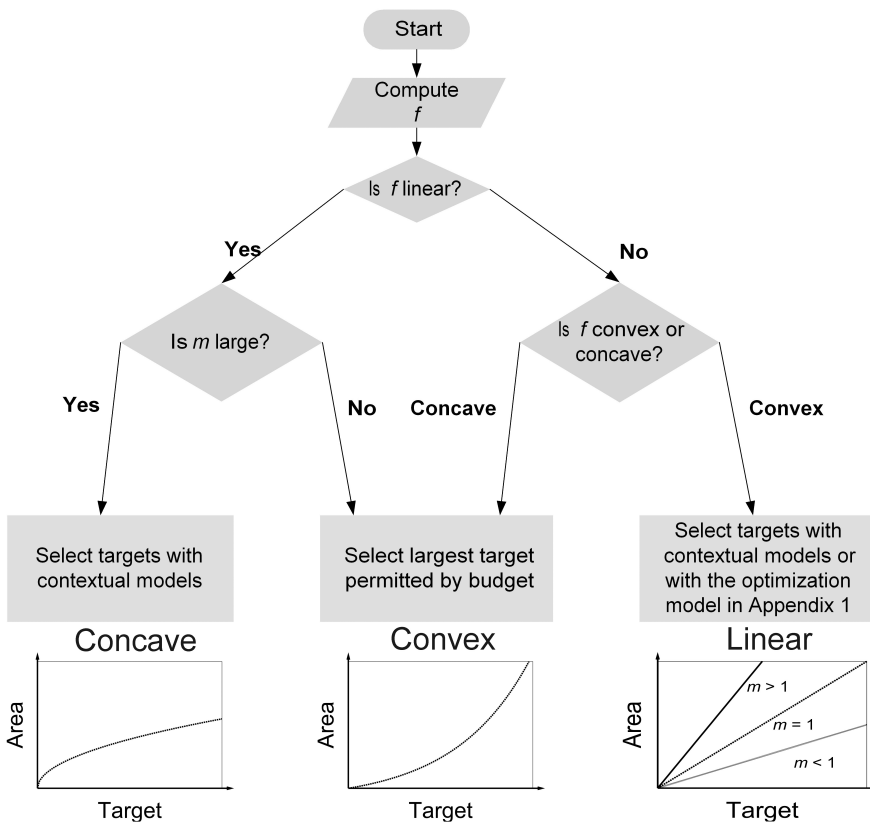 Start
Compute
f
Is f linear?
Yes
No
Is m large?
Is f convex or
concave?
Yes
No
Concave
Convex
Select targets with
contextual models
Select largest target
permitted by budget
Select targets with
contextual models or
with the optimization
model in Appendix 1
Concave
Area
Target
Convex
Area
Target
Linear
Area
m > 1
m = 1
m < 1
Target